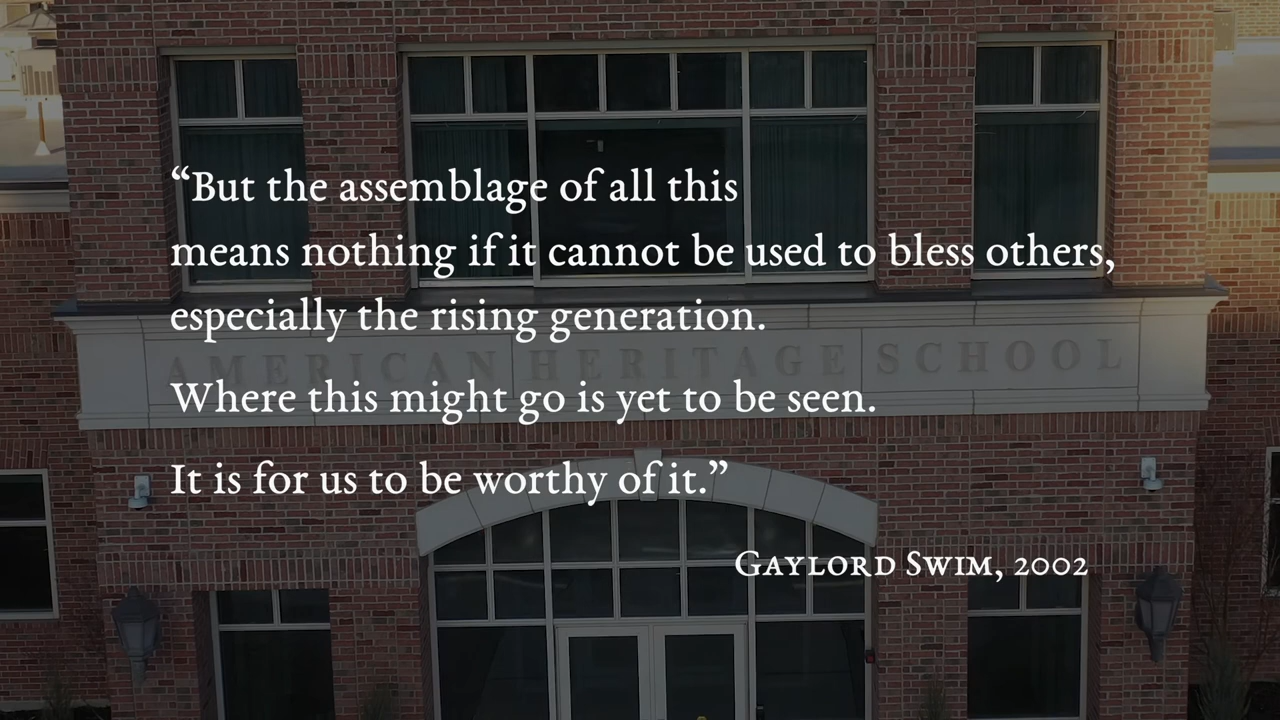 “But the assemblage of all this
means nothing if it cannot be used to bless others,
especially the rising generation.
AMERICAN HERITAGE SCHOOL
Where this might go is yet to be seen.
It is for us to be worthy of it.”
Gaylord Swim, 2002